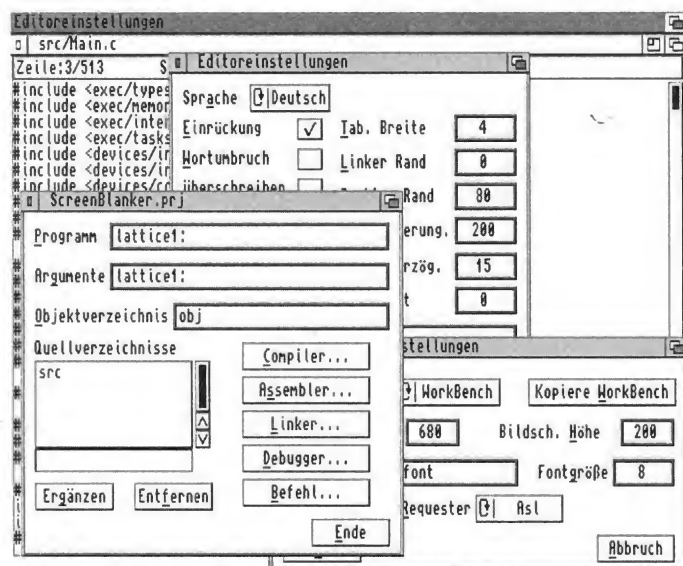 Editoreinstellungen
src/Main.c
Zeile:3/513 S
#include <exec/types
#include <exec/memor
#include <exec/inter
#include <exec/tasks
#include <devices/in
#include <devices/in
#include <devices/co
Editoreinstellungen
Sprache Deutsch
Einrückung Tab. Breite 4
Wortumbruch Linker Rand 0
überschreiben Rand 80
erung. 200
rzög. 15
t 0
ScreenBlanker.prj
Programm lattice1:
Argumente lattice1:
Objektverzeichnis obj
Quellverzeichnisse
src
Compiler...
Assembler...
Linker...
Debugger...
Befehl...
Ergänzen Entfernen
Ende
stellungen
WorkBench Kopiere WorkBench
680 Bildsch. Höhe 200
font Fontgröße 8
Requester Asl
Abbruch